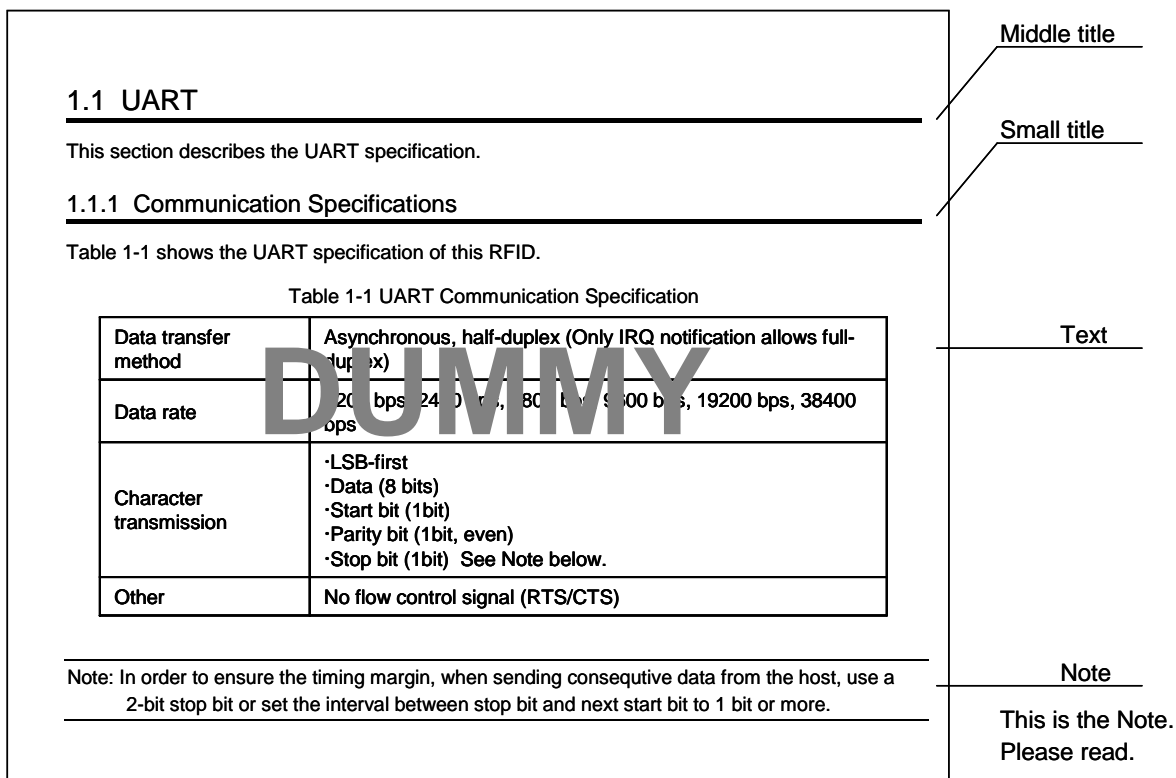 Middle title
1.1 UART
Small title
This section describes the UART specification.
1.1.1 Communication Specifications
Table 1-1 shows the UART specification of this RFID.
Table 1-1 UART Communication Specification
Data transfer
method
Asynchronous, half-duplex (Only IRQ notification allows full-
duplex)
Text
DUMMY
Data rate
bps, bps, bps, 9600 bps, 19200 bps, 38400
bps
Character
transmission
·LSB-first
·Data (8 bits)
·Start bit (1bit)
·Parity bit (1bit, even)
·Stop bit (1bit) See Note below.
Other
No flow control signal (RTS/CTS)
Note: In order to ensure the timing margin, when sending consequtive data from the host, use a
2-bit stop bit or set the interval between stop bit and next start bit to 1 bit or more.
Note
This is the Note.
Please read.